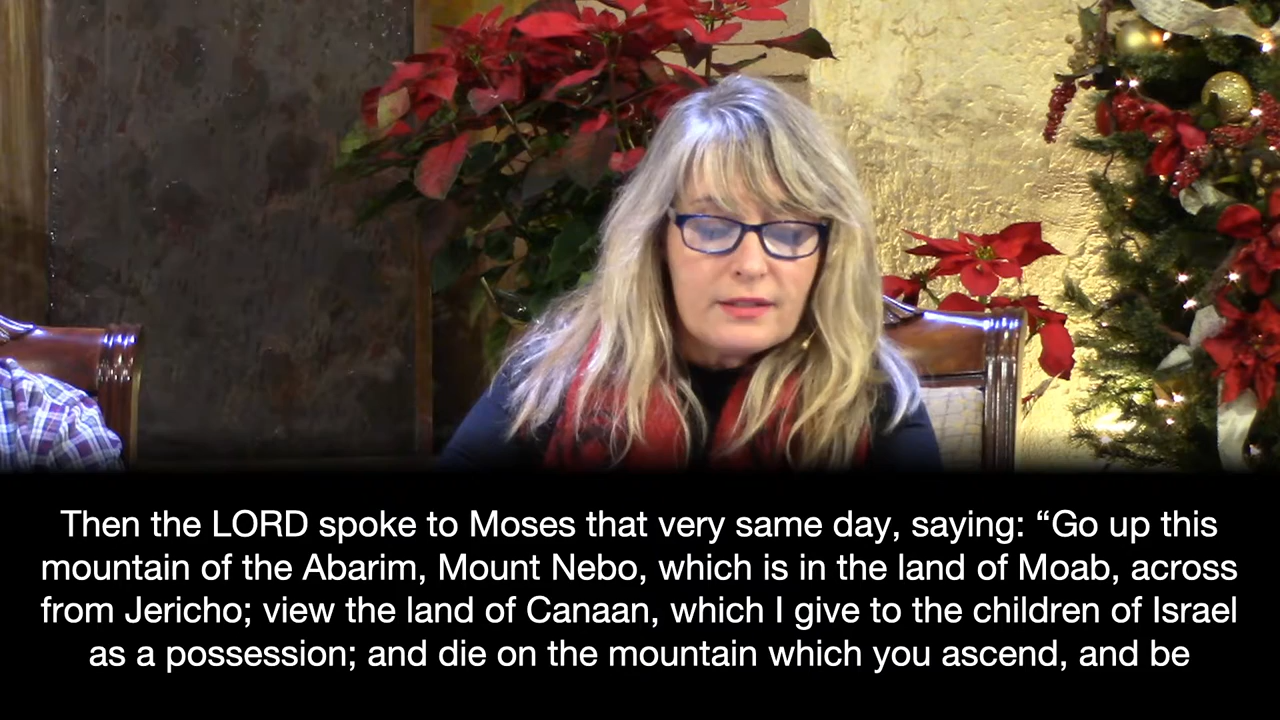 Then the LORD spoke to Moses that very same day, saying: “Go up this
mountain of the Abarim, Mount Nebo, which is in the land of Moab, across
from Jericho; view the land of Canaan, which I give to the children of Israel
as a possession; and die on the mountain which you ascend, and be